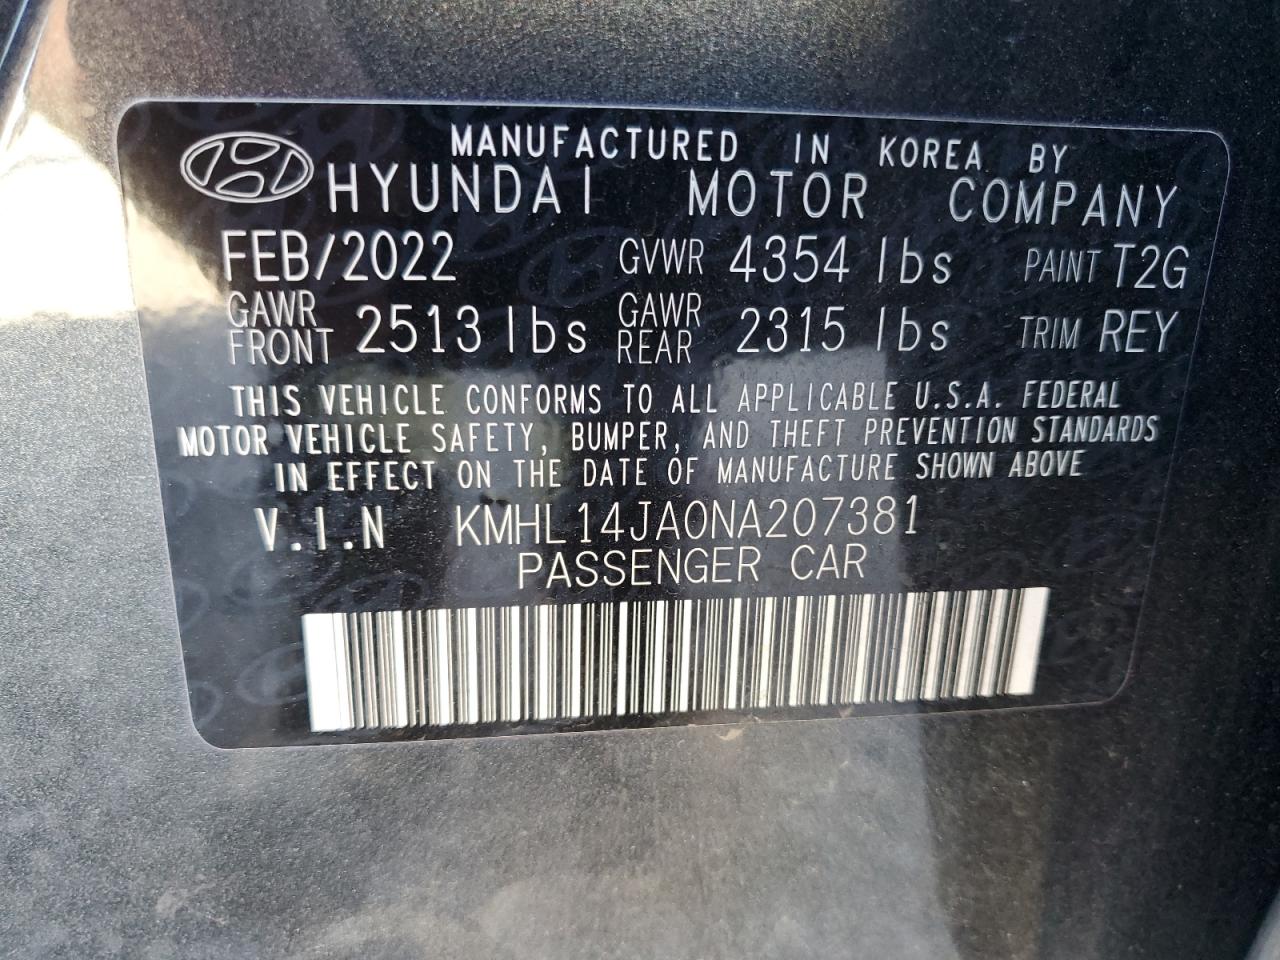 MANUFACTURED IN KOREA BY
HYUNDAI MOTOR COMPANY
FEB/2022 GVWR 4354 lbs PAINT T2G
GAWR FRONT 2513 lbs GAWR REAR 2315 lbs TRIM REY
THIS VEHICLE CONFORMS TO ALL APPLICABLE U.S.A. FEDERAL
MOTOR VEHICLE SAFETY, BUMPER, AND THEFT PREVENTION STANDARDS
IN EFFECT ON THE DATE OF MANUFACTURE SHOWN ABOVE
V.I.N KMHL14JA0NA207381
PASSENGER CAR